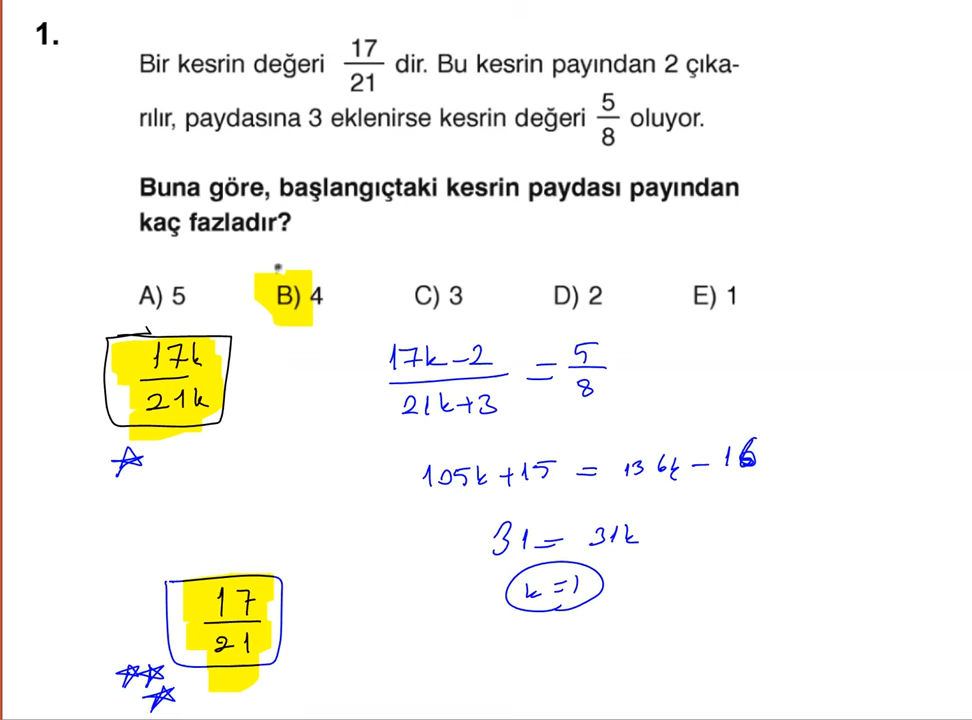 1.
Bir kesrin değeri 17/21 dir. Bu kesrin payından 2 çıka-
rılır, paydasına 3 eklenirse kesrin değeri 5/8 oluyor.
Buna göre, başlangıçtaki kesrin paydası payından
kaç fazladır?
A) 5 B) 4 C) 3 D) 2 E) 1
17k/21k
17k-2/21k+3 = 5/8
105k+15 = 136k-16
31 = 31k
k=1
17/21